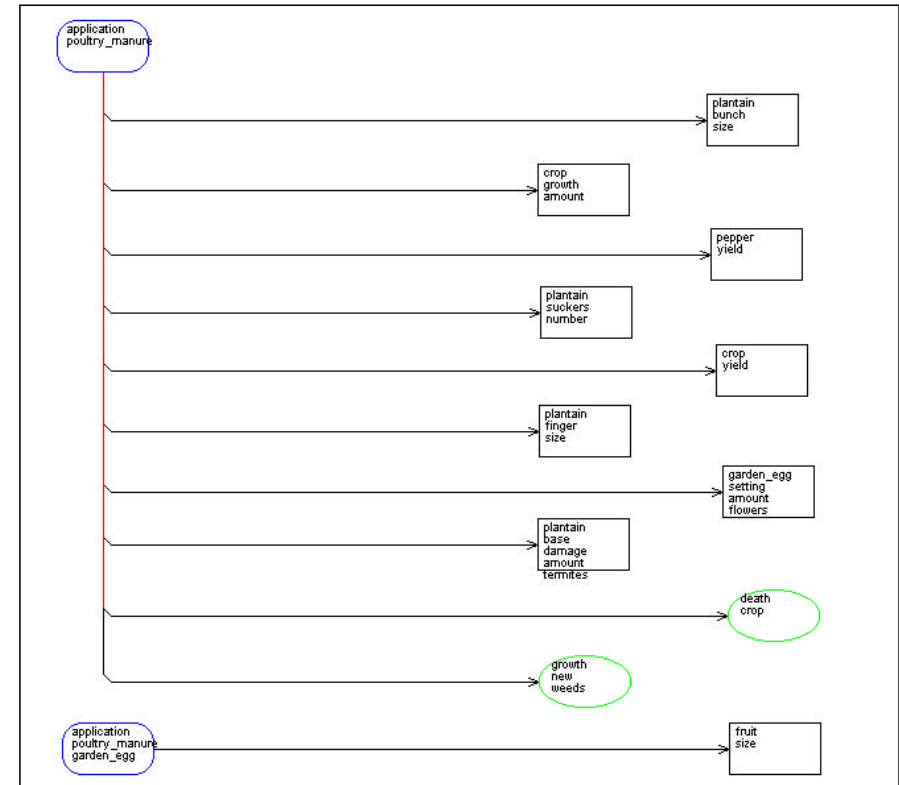 application
poultry_manure
plantain
bunch
size
crop
growth
amount
pepper
yield
plantain
suckers
number
crop
yield
plantain
finger
size
garden_egg
setting
amount
flowers
plantain
base
damage
amount
termites
death
crop
growth
new
weeds
application
poultry_manure
garden_egg
fruit
size